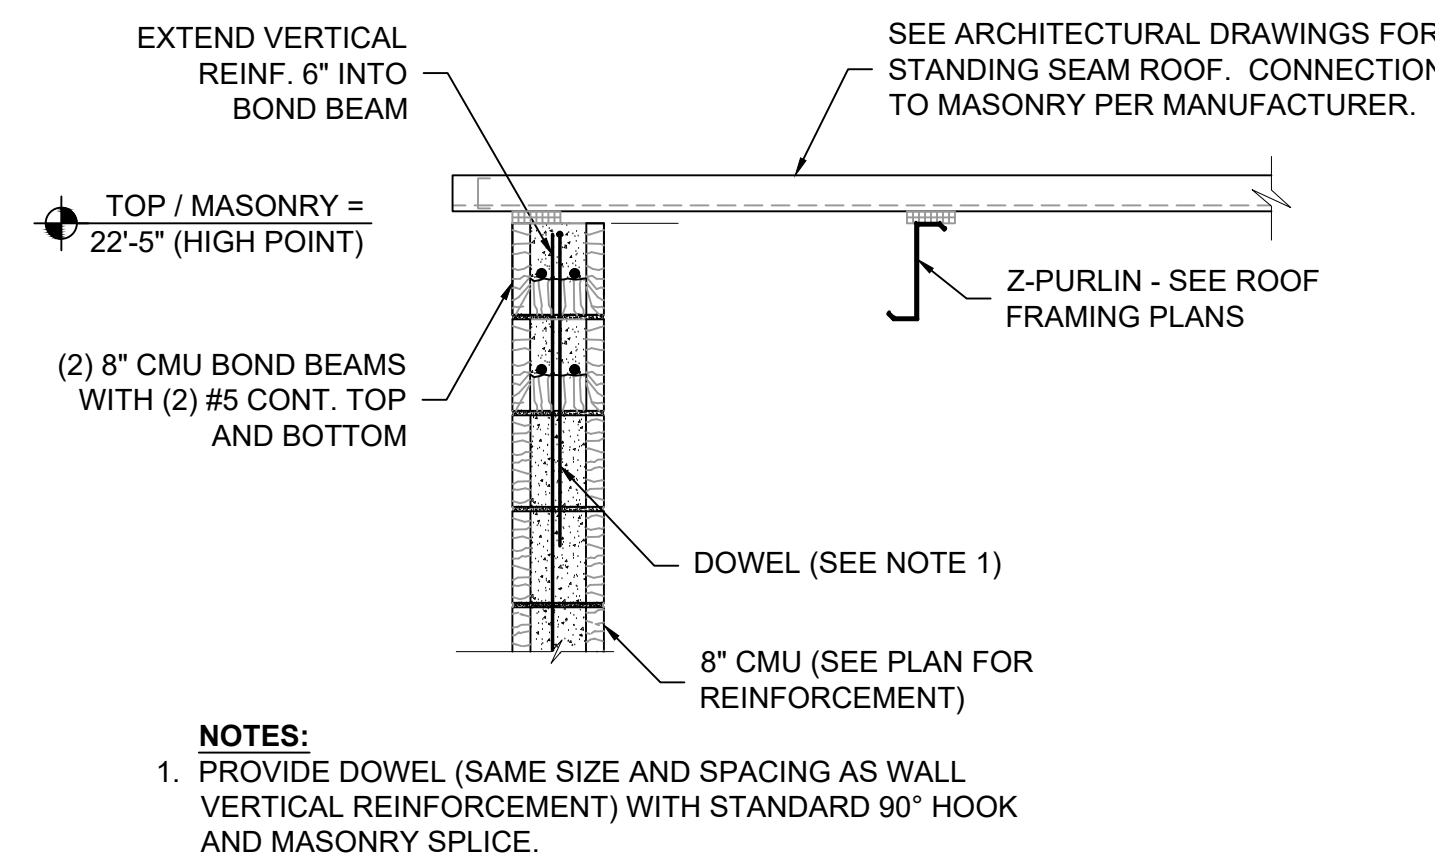 EXTEND VERTICAL
REINF. 6" INTO
BOND BEAM
SEE ARCHITECTURAL DRAWINGS FOR
STANDING SEAM ROOF. CONNECTION
TO MASONRY PER MANUFACTURER.
TOP / MASONRY =
22'-5" (HIGH POINT)
Z-PURLIN - SEE ROOF
FRAMING PLANS
(2) 8" CMU BOND BEAMS
WITH (2) #5 CONT. TOP
AND BOTTOM
DOWEL (SEE NOTE 1)
8" CMU (SEE PLAN FOR
REINFORCEMENT)
NOTES:
1. PROVIDE DOWEL (SAME SIZE AND SPACING AS WALL
VERTICAL REINFORCEMENT) WITH STANDARD 90° HOOK
AND MASONRY SPLICE.